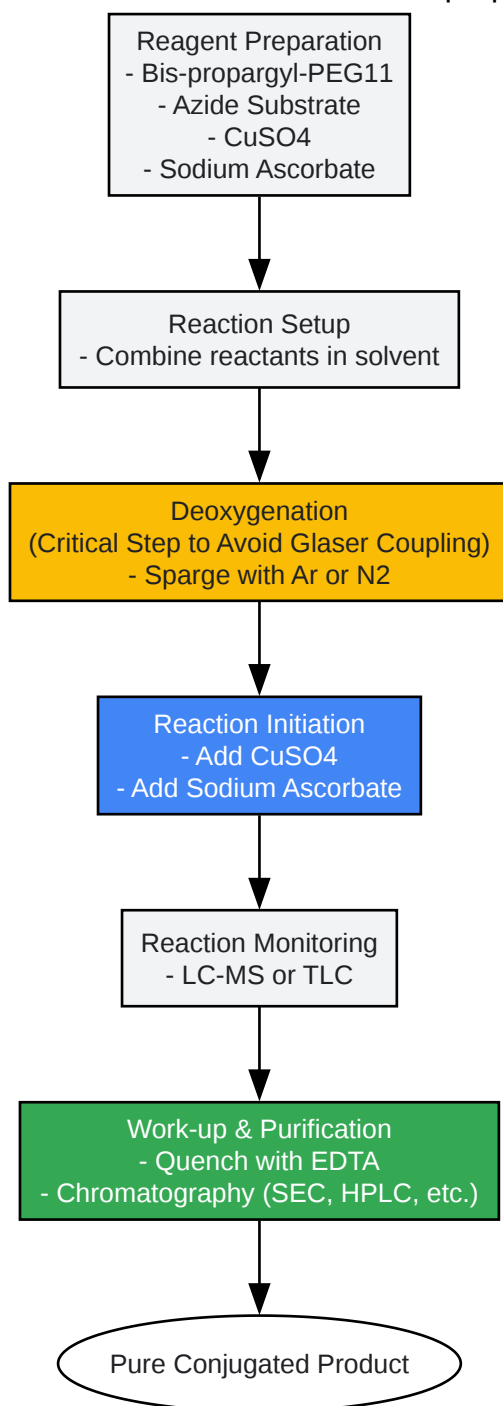 Reagent Preparation
- Bis-propargyl-PEG11
- Azide Substrate
- CuSO4
- Sodium Ascorbate
Reaction Setup
- Combine reactants in solvent
Deoxygenation
(Critical Step to Avoid Glaser Coupling)
- Sparge with Ar or N2
Reaction Initiation
- Add CuSO4
- Add Sodium Ascorbate
Reaction Monitoring
- LC-MS or TLC
Work-up & Purification
- Quench with EDTA
- Chromatography (SEC, HPLC, etc.)
Pure Conjugated Product